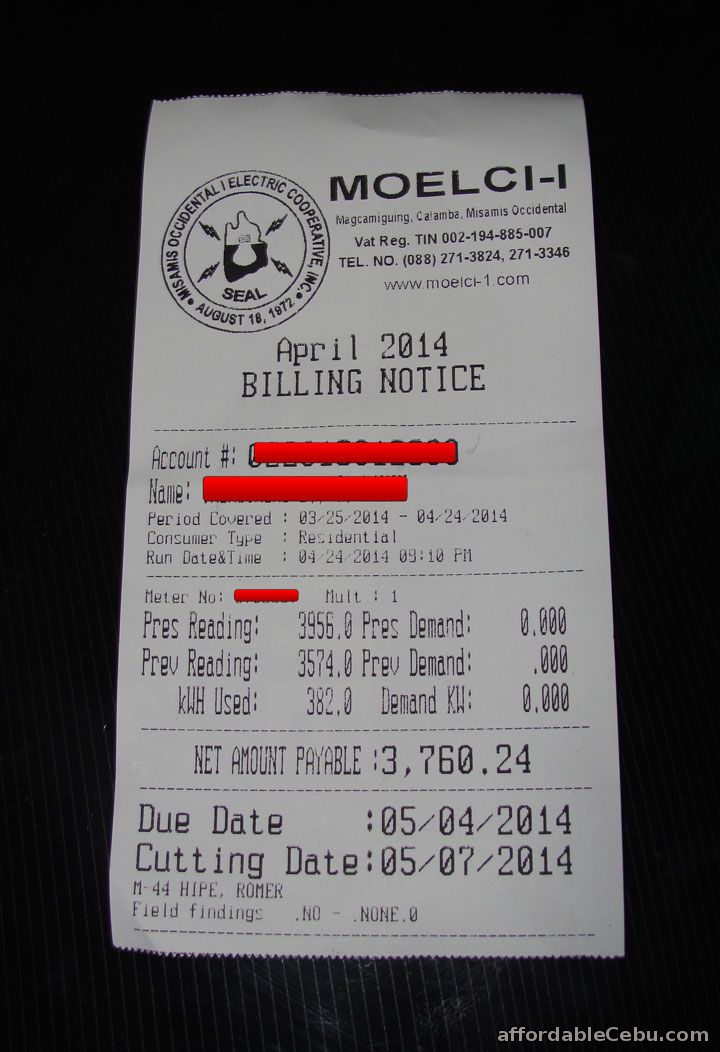 MISAMIS OCCIDENTAL I ELECTRIC COOPERATIVE, INC.
SEAL
AUGUST 18, 1972
MOELCI-I
Magcamiguing, Calamba, Misamis Occidental
Vat Reg. TIN 002-194-885-007
TEL. NO. (088) 271-3824, 271-3346
www.moelci-1.com
April 2014
BILLING NOTICE
Account #:
Name:
Period Covered : 03/25/2014 - 04/24/2014
Consumer Type : Residential
Run Date&Time : 04/24/2014 09:10 PM
Meter No: Mult : 1
Pres Reading: 3956.0 Pres Demand: 0.000
Prev Reading: 3574.0 Prev Demand: .000
kWH Used: 382.0 Demand KW: 0.000
NET AMOUNT PAYABLE :3,760.24
Due Date :05/04/2014
Cutting Date:05/07/2014
M-44 HIPE, ROMER
Field findings .NO - .NONE.0
affordableCebu.com